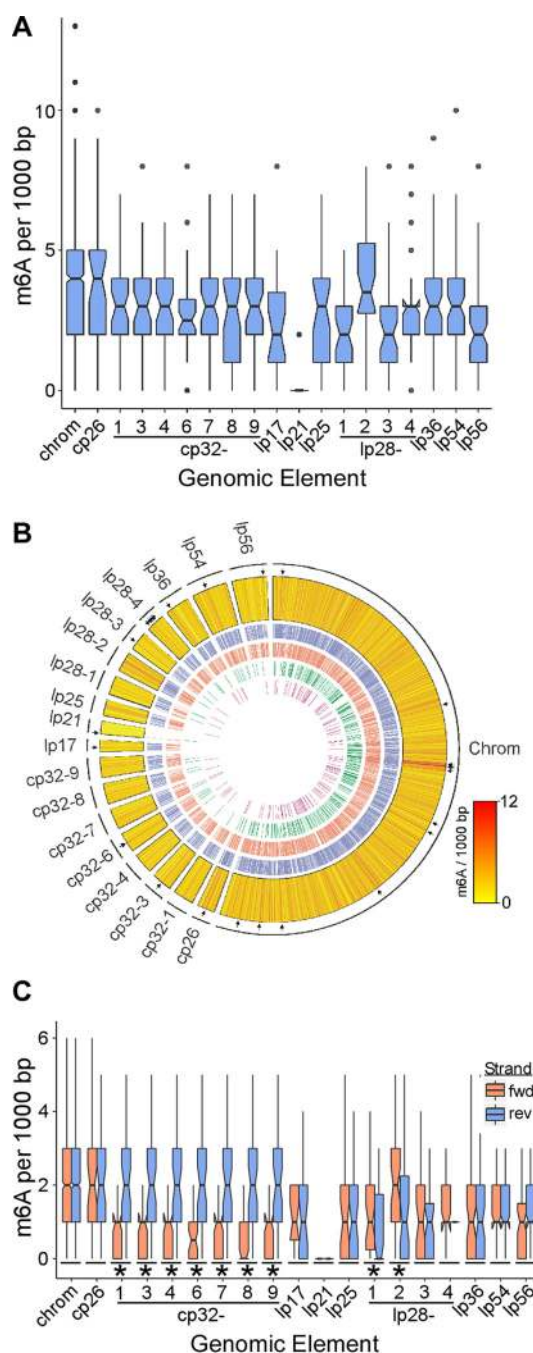 A
m6A per 1000 bp
10
5
0
chrom
cp26
1
3
4
6
7
8
9
cp32-
lp17
lp21
lp25
1
2
3
4
lp28-
lp36
lp54
lp56
Genomic Element
B
lp56
lp54
lp36
lp28-4
lp28-3
lp28-2
lp28-1
lp25
lp21
lp17
cp32-9
cp32-8
cp32-7
cp32-6
cp32-4
cp32-3
cp32-1
cp26
Chrom
m6A / 1000 bp
12
0
C
m6A per 1000 bp
6
4
2
0
Strand
fwd
rev
* * * * * * * * *
chrom
cp26
1
3
4
6
7
8
9
cp32-
lp17
lp21
lp25
1
2
3
4
lp28-
lp36
lp54
lp56
Genomic Element